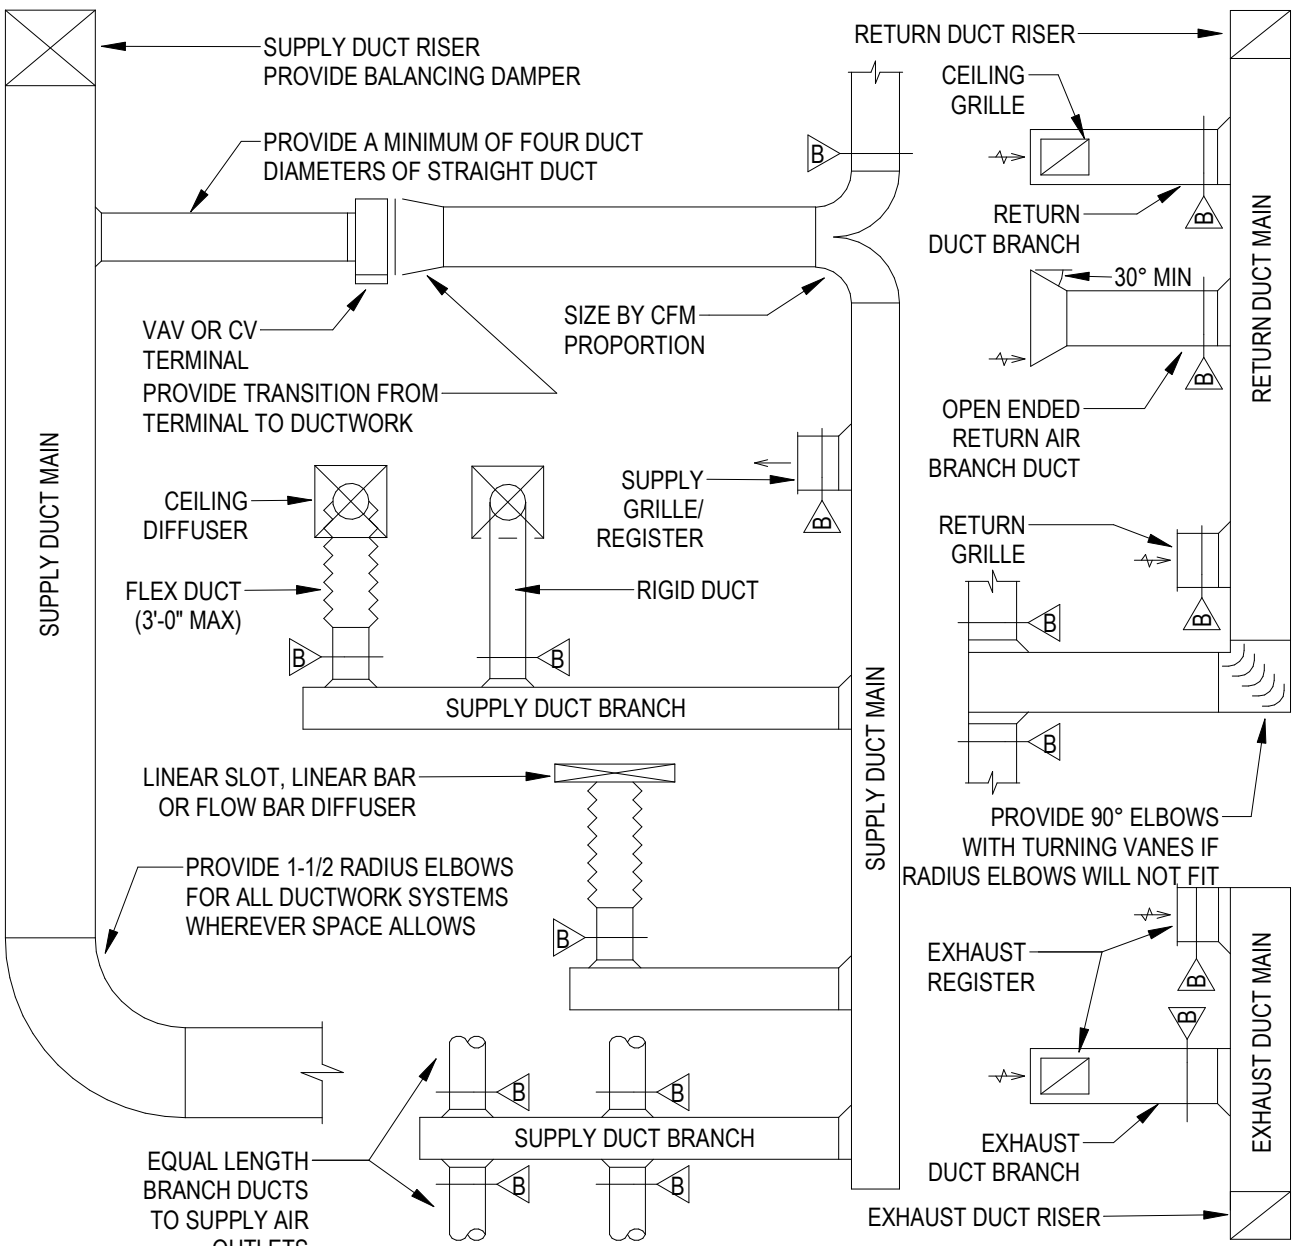 SUPPLY DUCT RISER
PROVIDE BALANCING DAMPER
PROVIDE A MINIMUM OF FOUR DUCT
DIAMETERS OF STRAIGHT DUCT
VAV OR CV
TERMINAL
PROVIDE TRANSITION FROM
TERMINAL TO DUCTWORK
SIZE BY CFM
PROPORTION
B
SUPPLY DUCT MAIN
CEILING
DIFFUSER
FLEX DUCT
(3'-0" MAX)
RIGID DUCT
SUPPLY
GRILLE/
REGISTER
B
B
B
SUPPLY DUCT BRANCH
SUPPLY DUCT MAIN
LINEAR SLOT, LINEAR BAR
OR FLOW BAR DIFFUSER
PROVIDE 1-1/2 RADIUS ELBOWS
FOR ALL DUCTWORK SYSTEMS
WHEREVER SPACE ALLOWS
B
B
B
SUPPLY DUCT BRANCH
B
B
EQUAL LENGTH
BRANCH DUCTS
TO SUPPLY AIR
OUTLETS
RETURN DUCT RISER
CEILING
GRILLE
RETURN
DUCT BRANCH
B
30° MIN
B
OPEN ENDED
RETURN AIR
BRANCH DUCT
RETURN DUCT MAIN
RETURN
GRILLE
B
B
B
PROVIDE 90° ELBOWS
WITH TURNING VANES IF
RADIUS ELBOWS WILL NOT FIT
EXHAUST
REGISTER
B
B
EXHAUST DUCT MAIN
EXHAUST
DUCT BRANCH
EXHAUST DUCT RISER